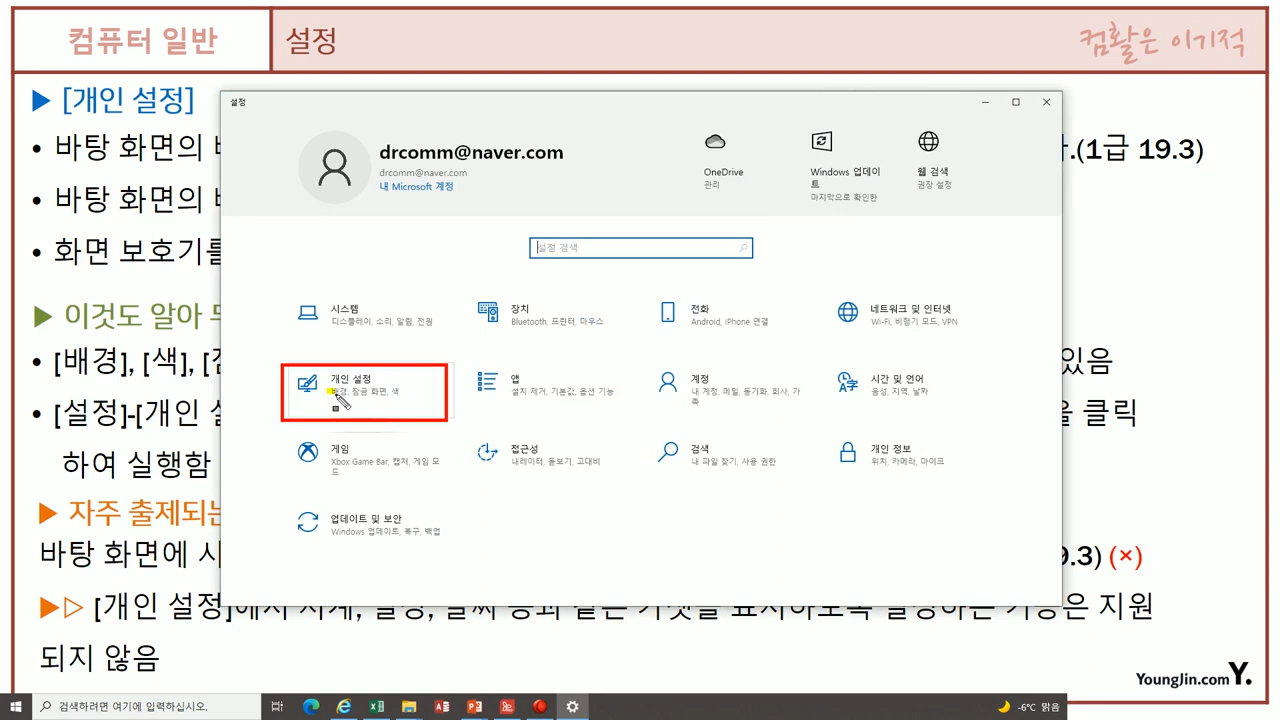 컴퓨터 일반
설정
컴활은 이기적
▶ [개인 설정]
• 바탕 화면의
.(1급 19.3)
• 바탕 화면의
• 화면 보호기를
▶ 이것도 알아
• [배경], [색],
있음
• [설정]-[개인
클릭
하여 실행함
▶ 자주 출제되는
바탕 화면에
9.3) (×)
▶▷ [개인 설정]에서 시계, 일정, 날씨 등과 같은 가젯을 표시하도록 설정하는 기능은 지원
되지 않음
YoungJin.com Y.
설정
drcomm@naver.com
drcomm@naver.com
내 Microsoft 계정
OneDrive
관리
Windows 업데이
트
마지막으로 확인한
웹 검색
권장 설정
설정 검색
시스템
디스플레이, 소리, 알림, 전원
장치
Bluetooth, 프린터, 마우스
전화
Android, iPhone 연결
네트워크 및 인터넷
Wi-Fi, 비행기 모드, VPN
개인 설정
배경, 잠금 화면, 색
앱
설치 제거, 기본값, 옵션 기능
계정
내 계정, 메일, 동기화, 회사, 가
족
시간 및 언어
음성, 지역, 날짜
게임
Xbox Game Bar, 캡처, 게임 모
드
접근성
내레이터, 돋보기, 고대비
검색
내 파일 찾기, 사용 권한
개인 정보
위치, 카메라, 마이크
업데이트 및 보안
Windows 업데이트, 복구, 백업
검색하려면 여기에 입력하십시오.
-6°C 맑음